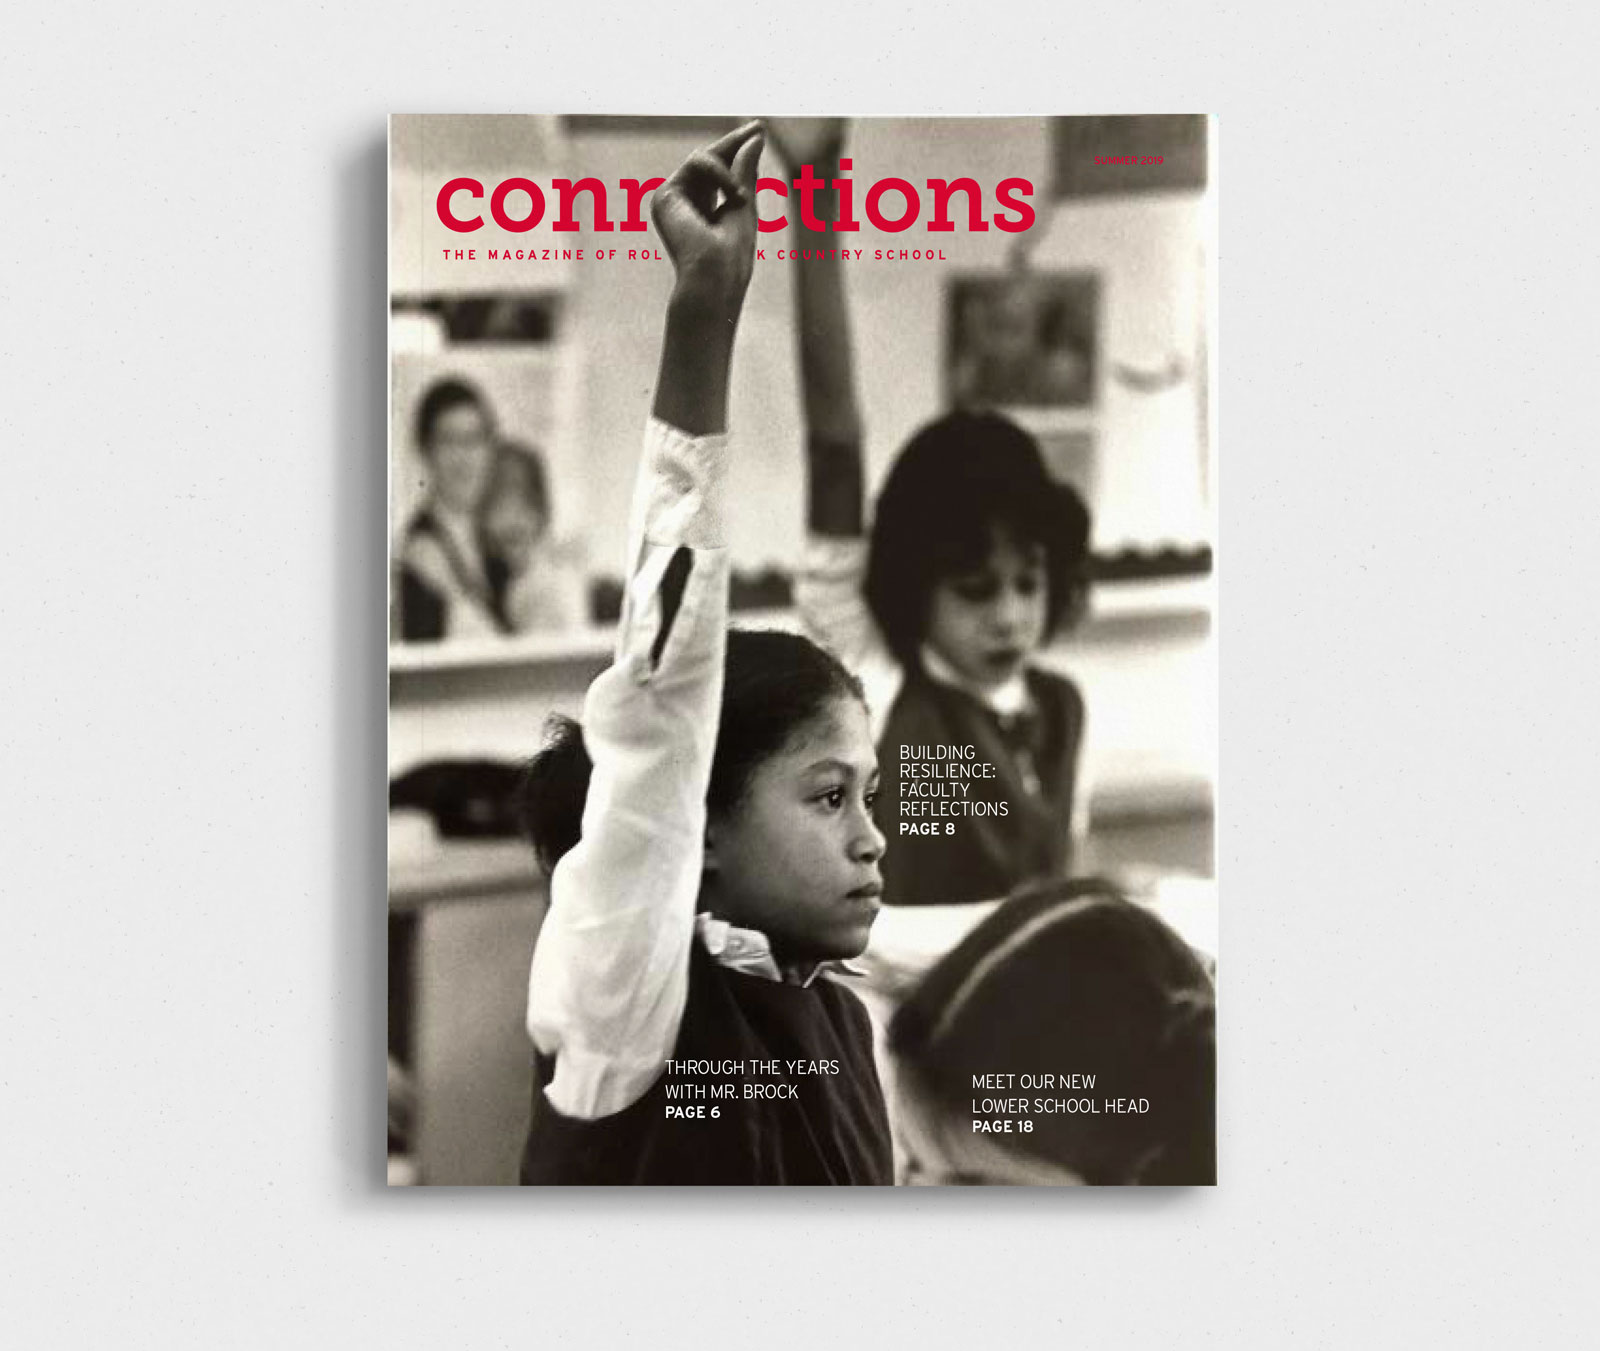 SUMMER 2019
conn ctions
THE MAGAZINE OF ROL K COUNTRY SCHOOL
BUILDING
RESILIENCE:
FACULTY
REFLECTIONS
PAGE 8
THROUGH THE YEARS
WITH MR. BROCK
PAGE 6
MEET OUR NEW
LOWER SCHOOL HEAD
PAGE 18